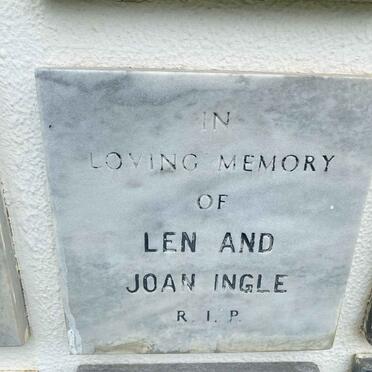 IN
LOVING MEMORY
OF
LEN AND
JOAN INGLE
R.I.P.